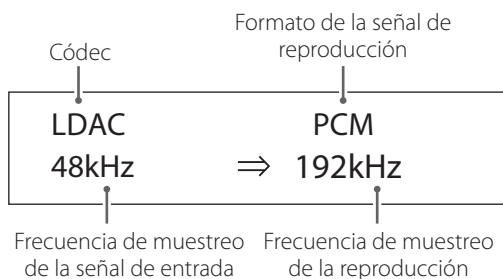 Códec
Formato de la señal de
reproducción
LDAC
PCM
48kHz ⇒ 192kHz
Frecuencia de muestreo
de la señal de entrada
Frecuencia de muestreo
de la reproducción